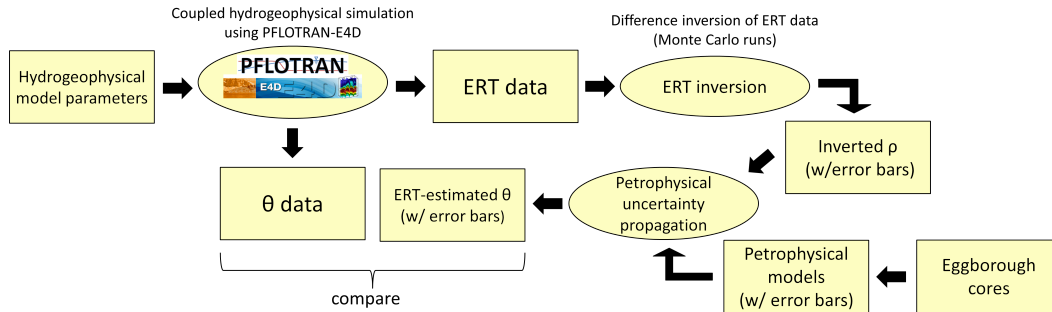 Coupled hydrogeophysical simulation
using PFLOTRAN-E4D
Difference inversion of ERT data
(Monte Carlo runs)
Hydrogeophysical
model parameters
PFLOTRAN
E4D
ERT data
ERT inversion
Inverted ρ
(w/error bars)
θ data
ERT-estimated θ
(w/ error bars)
Petrophysical
uncertainty
propagation
Petrophysical
models
(w/ error bars)
Eggborough
cores
compare